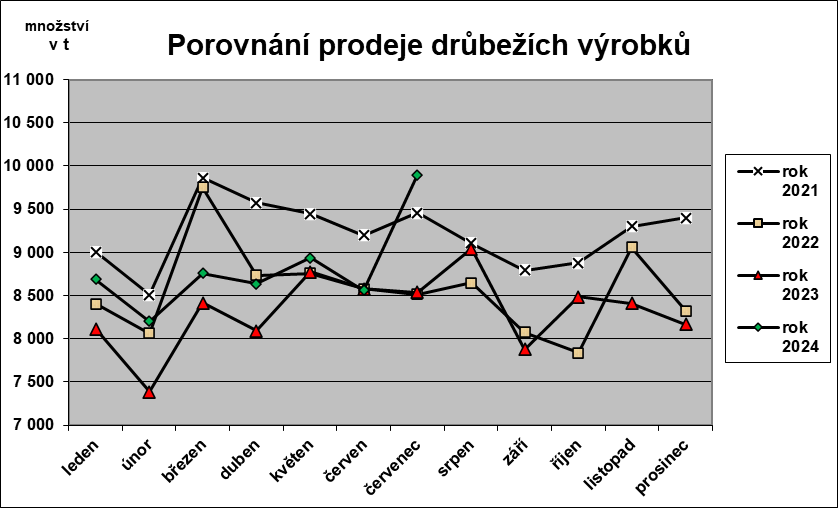 množství
v t
Porovnání prodeje drůbežích výrobků
11 000
10 500
10 000
9 500
9 000
8 500
8 000
7 500
7 000
leden
únor
březen
duben
květen
červen
červenec
srpen
září
říjen
listopad
prosinec
rok
2021
rok
2022
rok
2023
rok
2024